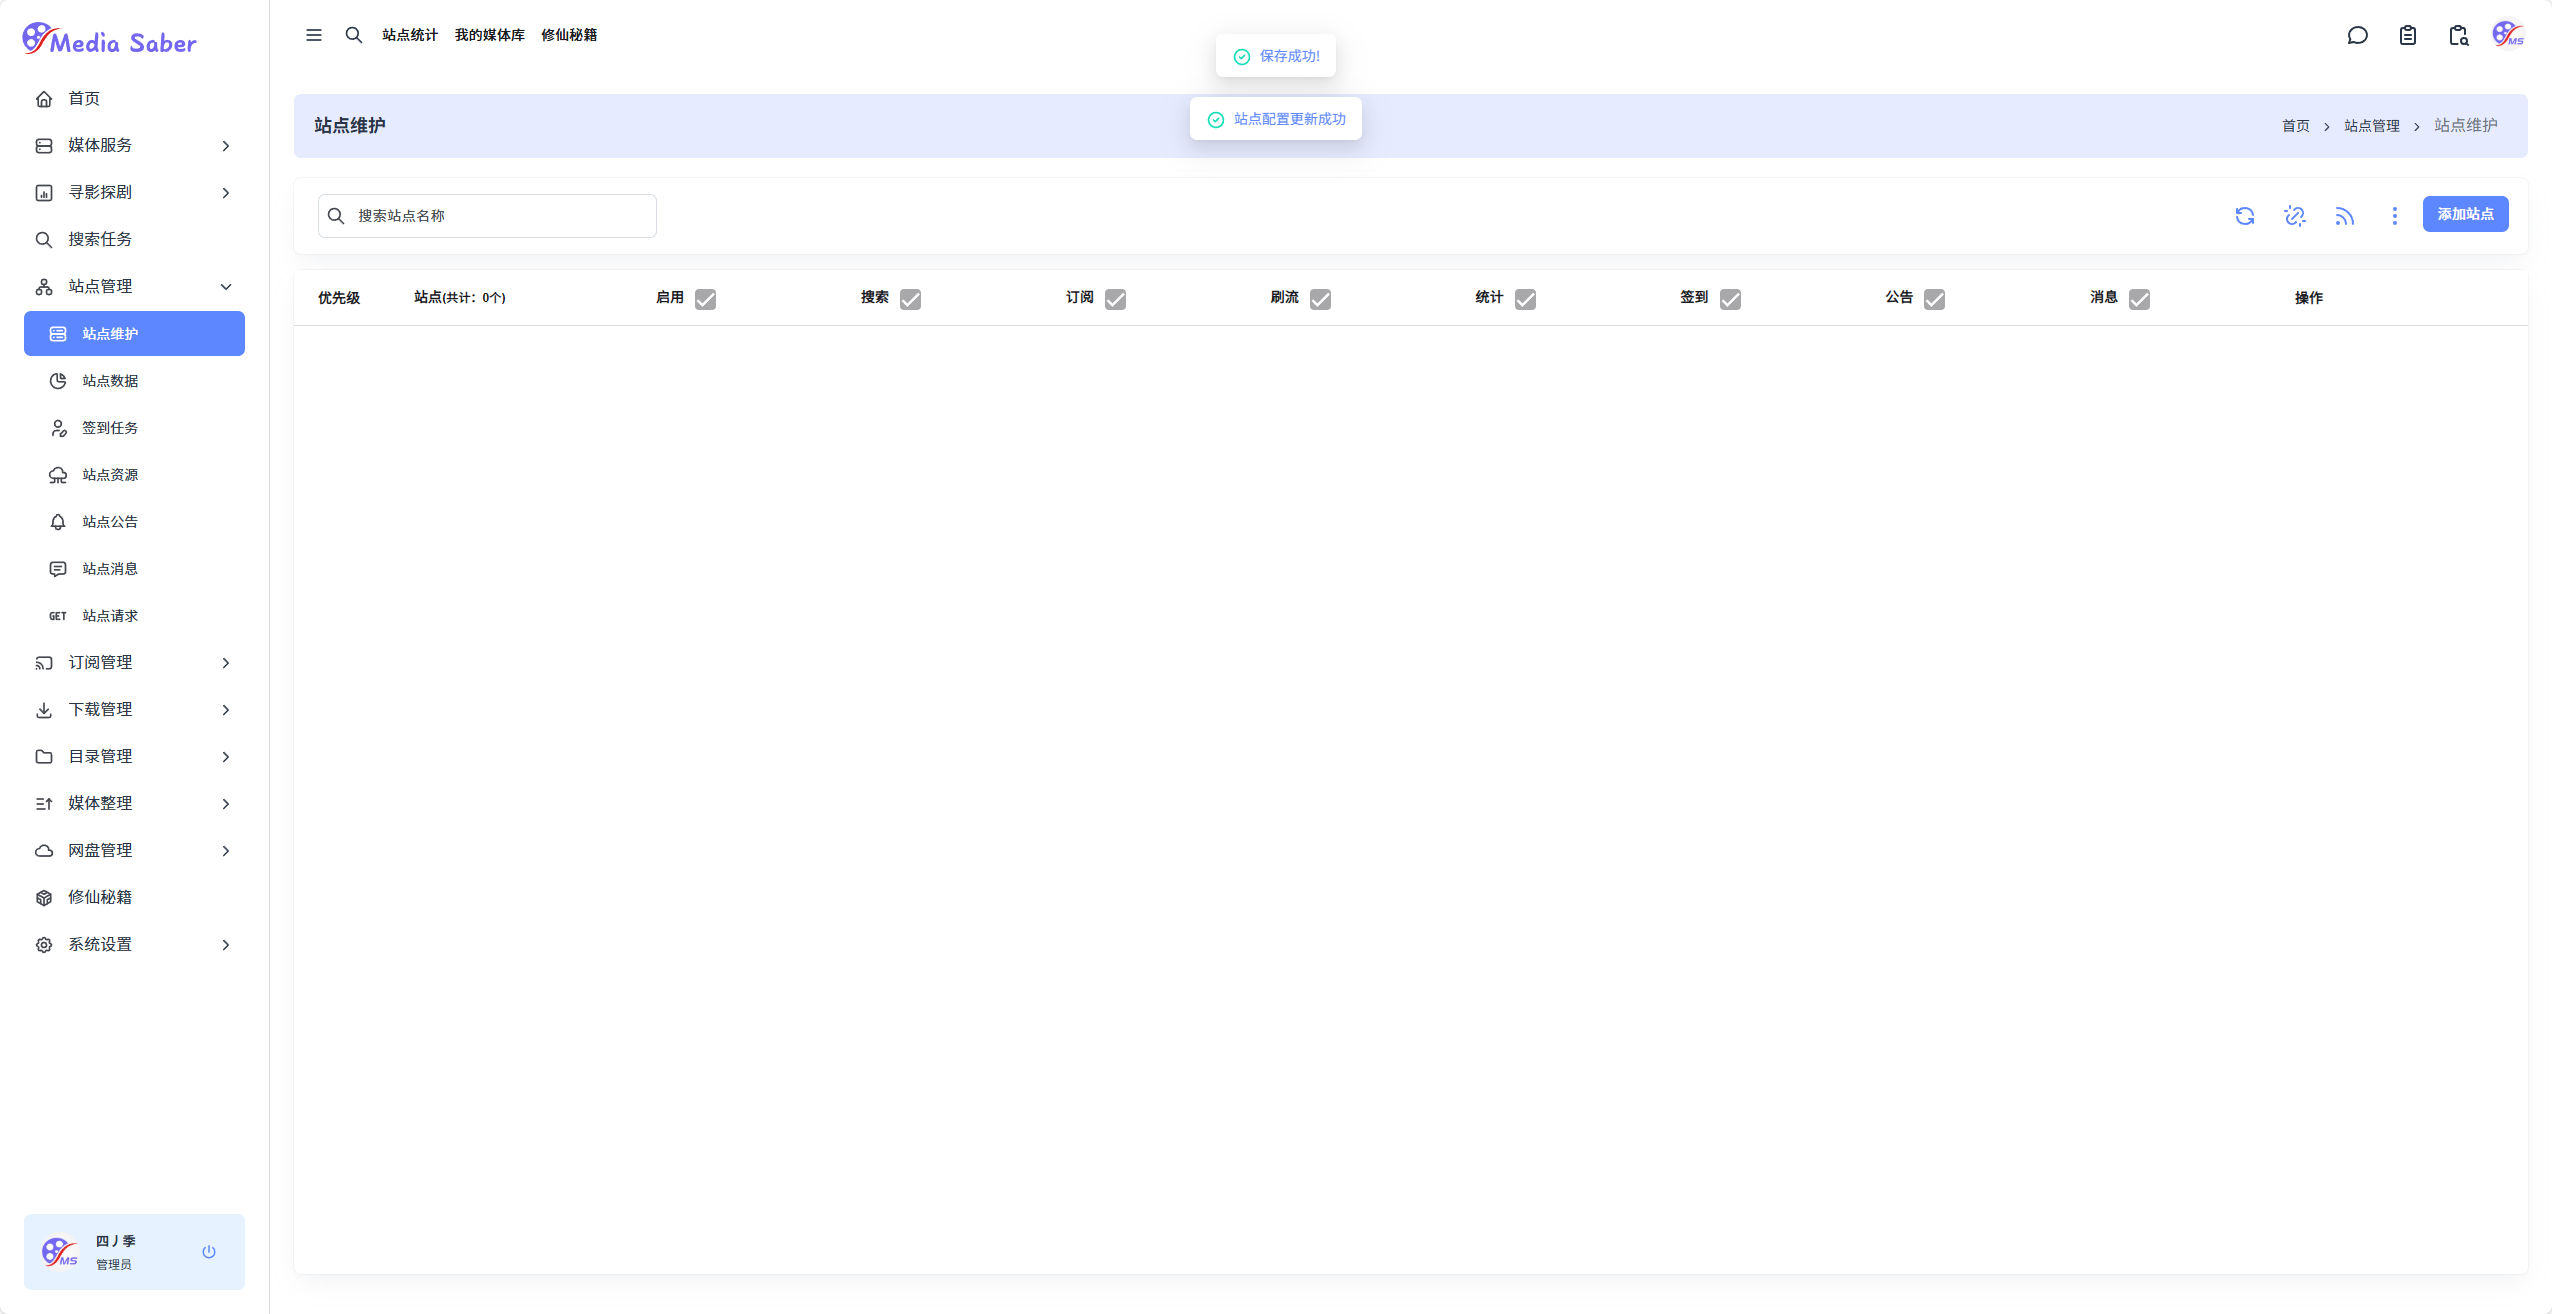 Media Saber
首页
媒体服务
寻影探剧
搜索任务
站点管理
站点维护
站点数据
签到任务
站点资源
站点公告
站点消息
GET 站点请求
订阅管理
下载管理
目录管理
媒体整理
网盘管理
修仙秘籍
系统设置
MS 四丿季
管理员
站点统计 我的媒体库 修仙秘籍
MS
保存成功!
站点配置更新成功
站点维护
首页 > 站点管理 > 站点维护
搜索站点名称
添加站点
优先级 站点(共计：0个) 启用 搜索 订阅 刷流 统计 签到 公告 消息 操作